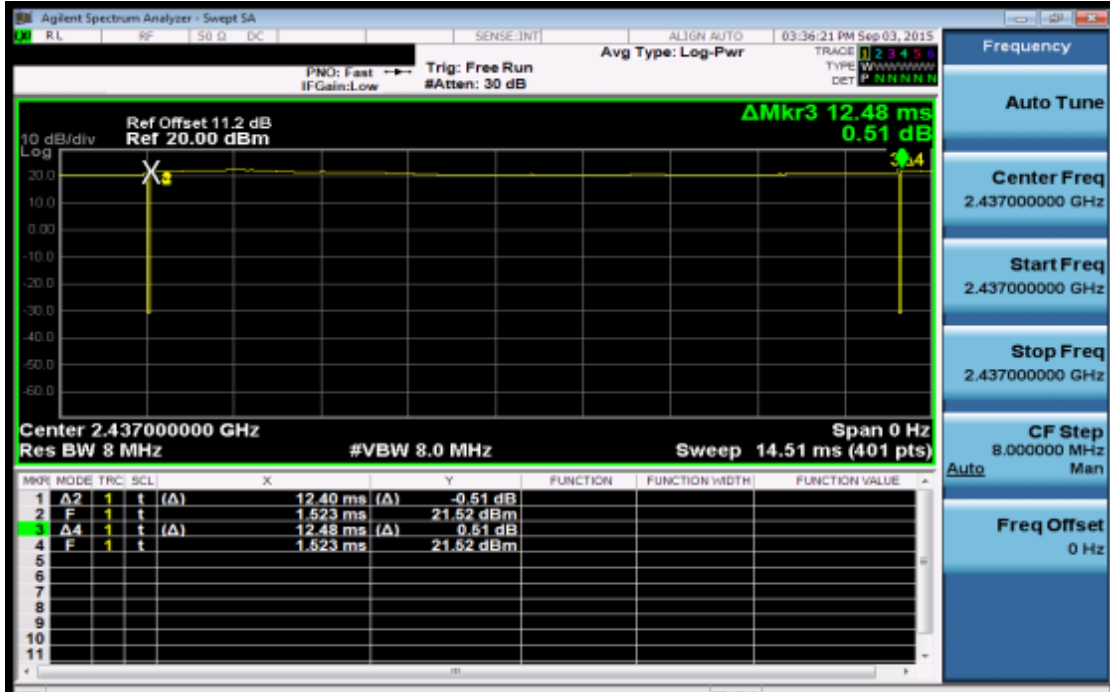 Agilent Spectrum Analyzer - Swept SA
RL RF 50 Ω DC SENSE:INT ALIGN AUTO 03:36:21 PM Sep 03, 2015
Avg Type: Log-Pwr
TRACE 1 2 3 4 5 6
PNO: Fast Trig: Free Run
TYPE WWWWWWW
IFGain:Low #Atten: 30 dB
DET P N N N N N
ΔMkr3 12.48 ms
0.51 dB
Ref Offset 11.2 dB
10 dB/div Ref 20.00 dBm
Log
3Δ4
20.0
X 2
10.0
0.00
-10.0
-20.0
-30.0
-40.0
-50.0
-60.0
Center 2.437000000 GHz Span 0 Hz
Res BW 8 MHz #VBW 8.0 MHz Sweep 14.51 ms (401 pts)
MKR MODE TRC SCL X Y FUNCTION FUNCTION WIDTH FUNCTION VALUE
1 Δ2 1 t (Δ) 12.40 ms (Δ) -0.51 dB
2 F 1 t 1.523 ms 21.52 dBm
3 Δ4 1 t (Δ) 12.48 ms (Δ) 0.51 dB
4 F 1 t 1.523 ms 21.52 dBm
5
6
7
8
9
10
11
Frequency
Auto Tune
Center Freq
2.437000000 GHz
Start Freq
2.437000000 GHz
Stop Freq
2.437000000 GHz
CF Step
8.000000 MHz
Auto Man
Freq Offset
0 Hz